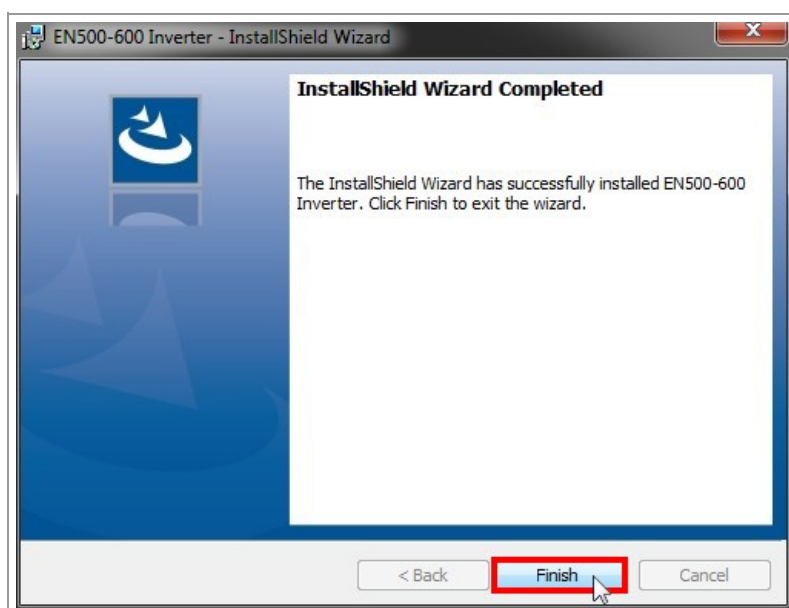 EN500-600 Inverter - InstallShield Wizard
InstallShield Wizard Completed
The InstallShield Wizard has successfully installed EN500-600
Inverter. Click Finish to exit the wizard.
< Back Finish Cancel